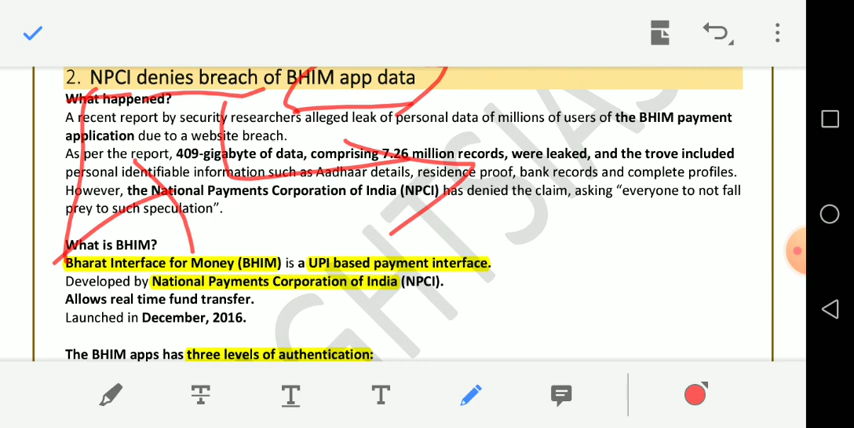 2. NPCI denies breach of BHIM app data
What happened?
A recent report by security researchers alleged leak of personal data of millions of users of the BHIM payment
application due to a website breach.
As per the report, 409-gigabyte of data, comprising 7.26 million records, were leaked, and the trove included
personal identifiable information such as Aadhaar details, residence proof, bank records and complete profiles.
However, the National Payments Corporation of India (NPCI) has denied the claim, asking “everyone to not fall
prey to such speculation”.
What is BHIM?
Bharat Interface for Money (BHIM) is a UPI based payment interface.
Developed by National Payments Corporation of India (NPCI).
Allows real time fund transfer.
Launched in December, 2016.
The BHIM apps has three levels of authentication: